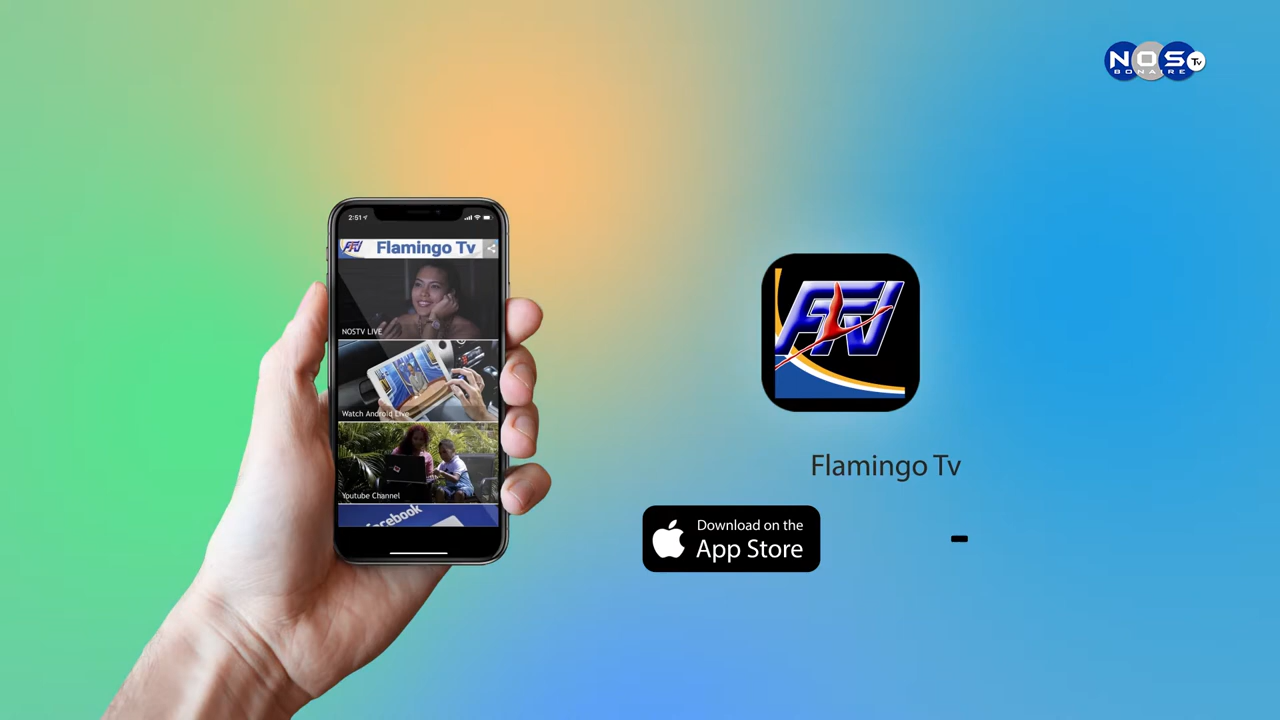 NOS Tv
BONAIRE
2:51
FTV
Flamingo Tv
NOSTV LIVE
Watch Android Live
Youtube Channel
facebook
FTV
Flamingo Tv
Download on the
App Store